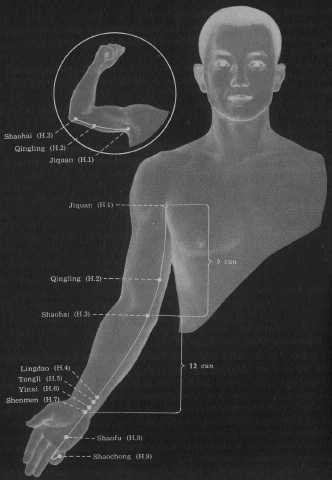 Shaohai (H.3)
Qingling (H.2)
Jiquan (H.1)
Jiquan (H.1)
9 cun
Qingling (H.2)
Shaohai (H.3)
12 cun
Lingdao (H.4)
Tongli (H.5)
Yinxi (H.6)
Shenmen (H.7)
Shaofu (H.8)
Shaochong (H.9)